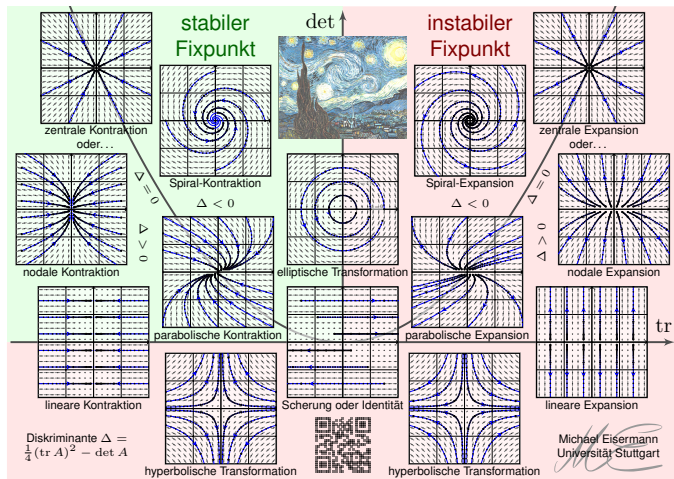 stabiler
Fixpunkt
det
instabiler
Fixpunkt
zentrale Kontraktion
oder...
Spiral-Kontraktion
Spiral-Expansion
zentrale Expansion
oder...
Δ = 0
Δ < 0
Δ < 0
Δ = 0
Δ > 0
Δ > 0
nodale Kontraktion
elliptische Transformation
nodale Expansion
tr
parabolische Kontraktion
parabolische Expansion
lineare Kontraktion
Scherung oder Identität
lineare Expansion
Diskriminante Δ =
¼(tr A)² − det A
hyperbolische Transformation
hyperbolische Transformation
Michael Eisermann
Universität Stuttgart
ME